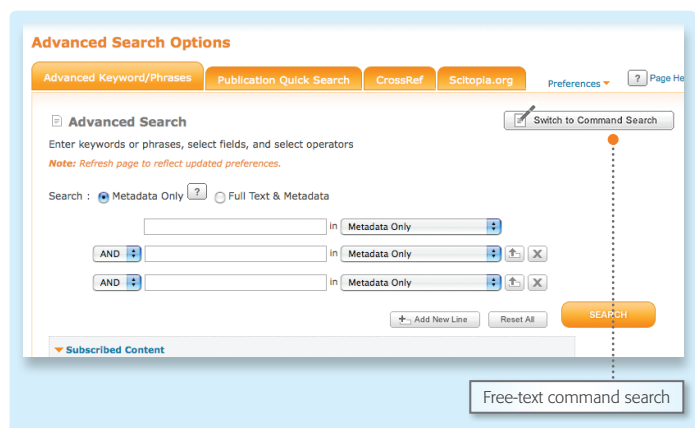 Advanced Search Options
Advanced Keyword/Phrases Publication Quick Search CrossRef Scitopia.org Preferences ? Page He
Advanced Search Switch to Command Search
Enter keywords or phrases, select fields, and select operators
Note: Refresh page to reflect updated preferences.
Search : Metadata Only ? Full Text & Metadata
in Metadata Only
AND in Metadata Only X
AND in Metadata Only X
+ Add New Line Reset All SEARCH
Subscribed Content
Free-text command search